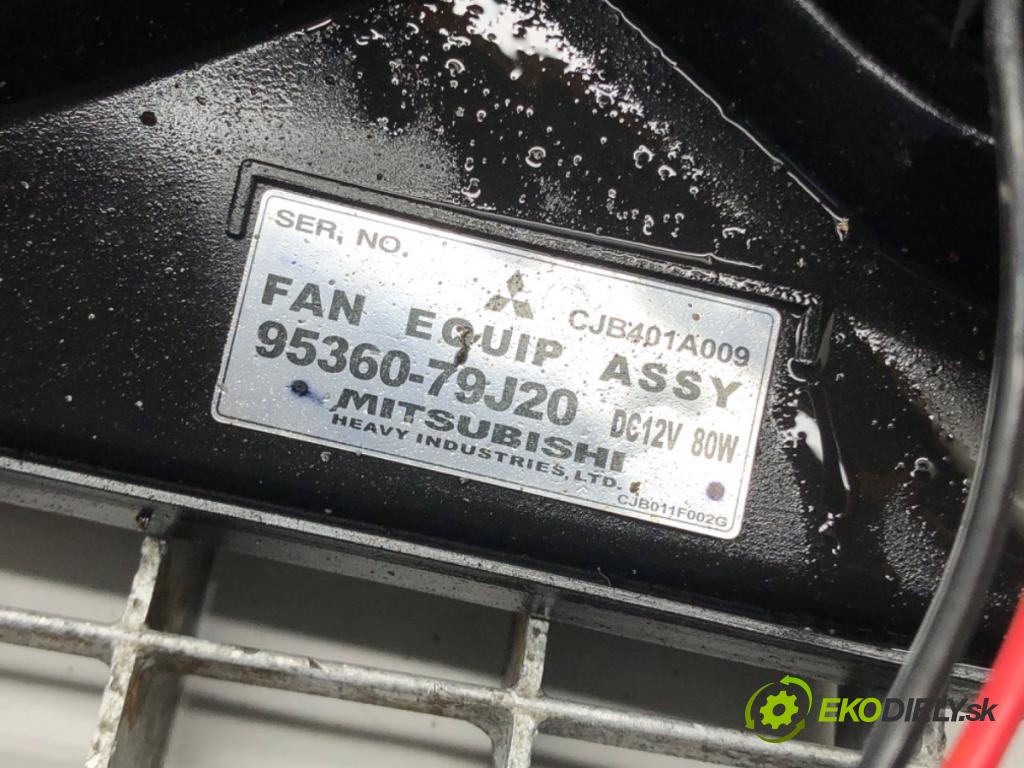 SER, NO.
CJB401A009
FAN EQUIP ASSY
95360-79J20 DC12V 80W
MITSUBISHI
HEAVY INDUSTRIES, LTD.
CJB011F002G
EKODIELY.sk